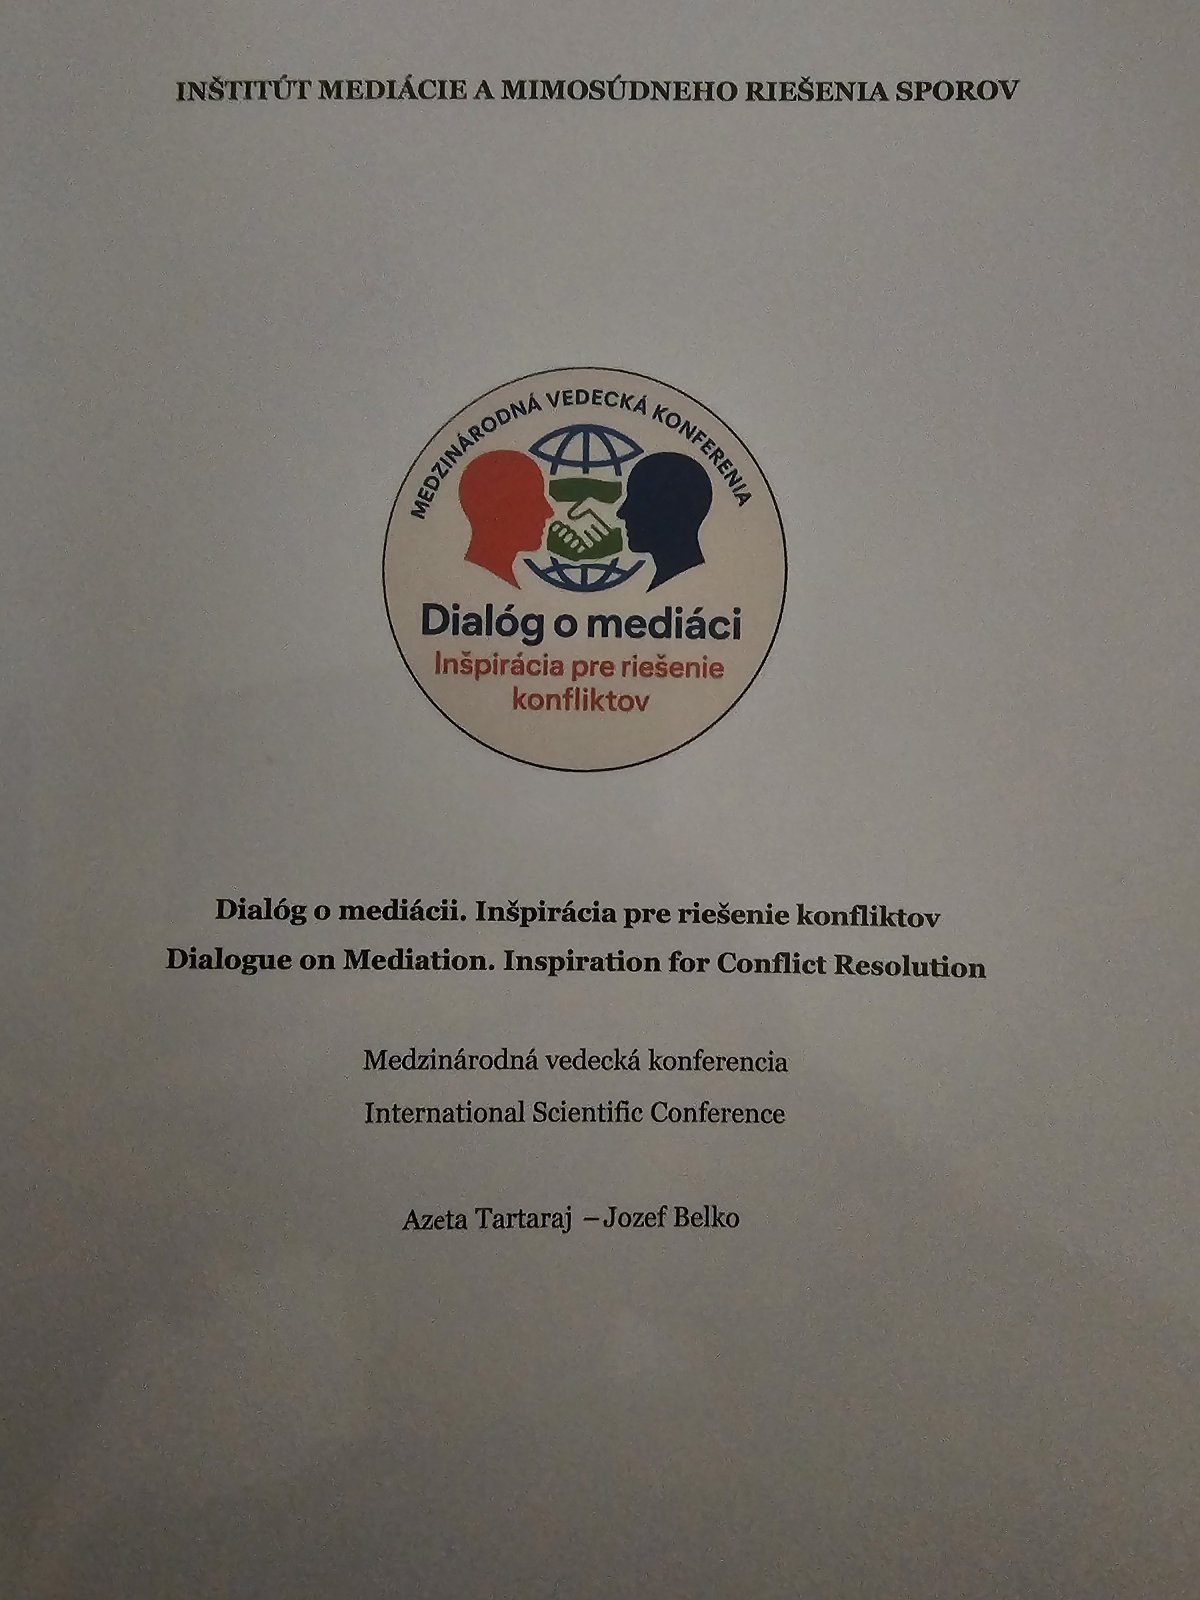 INŠTITÚT MEDIÁCIE A MIMOSÚDNEHO RIEŠENIA SPOROV
MEDZINÁRODNÁ VEDECKÁ KONFERENIA
Dialóg o mediáci
Inšpirácia pre riešenie
konfliktov
Dialóg o mediácii. Inšpirácia pre riešenie konfliktov
Dialogue on Mediation. Inspiration for Conflict Resolution
Medzinárodná vedecká konferencia
International Scientific Conference
Azeta Tartaraj –Jozef Belko